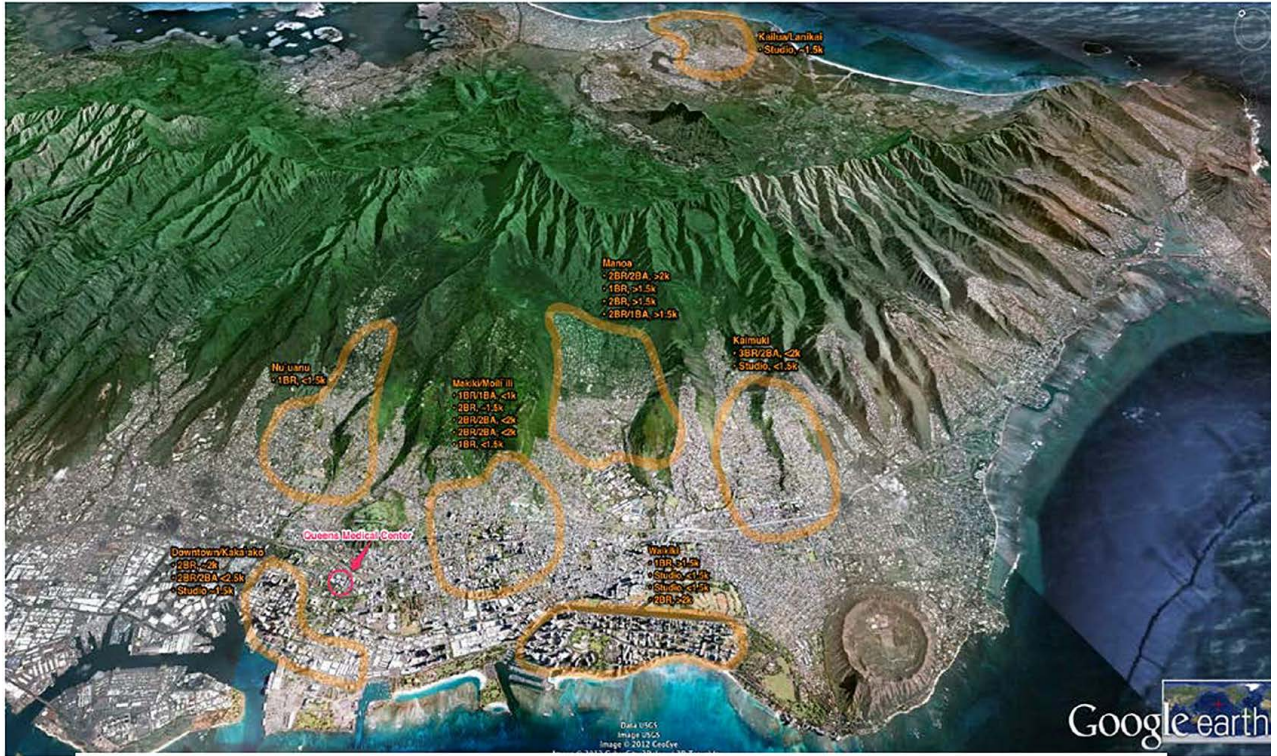 Kailua/Lanikai
- Studio, ~1.5k
Manoa
- 2BR/2BA, >2k
- 1BR, >1.5k
- 2BR, >1.5k
- 2BR/1BA, >1.5k
Kaimuki
- 3BR/2BA, <2k
- Studio, <1.5k
Nu uanu
- 1BR, <1.5k
Makiki/Moili ili
- 1BR/1BA, <1k
- 2BR, ~1.5k
- 2BR/2BA, <2k
- 2BR/2BA, <2k
- 1BR, <1.5k
Queens Medical Center
Downtown/Kaka ako
- 2BR, ~2k
- 2BR/2BA <2.5k
- Studio ~1.5k
Waikiki
- 1BR, >1.5k
- Studio, <1.5k
- Studio, <1.5k
2BR, >2k
Data USGS
Image USGS
Image © 2012 GeoEye
Google earth